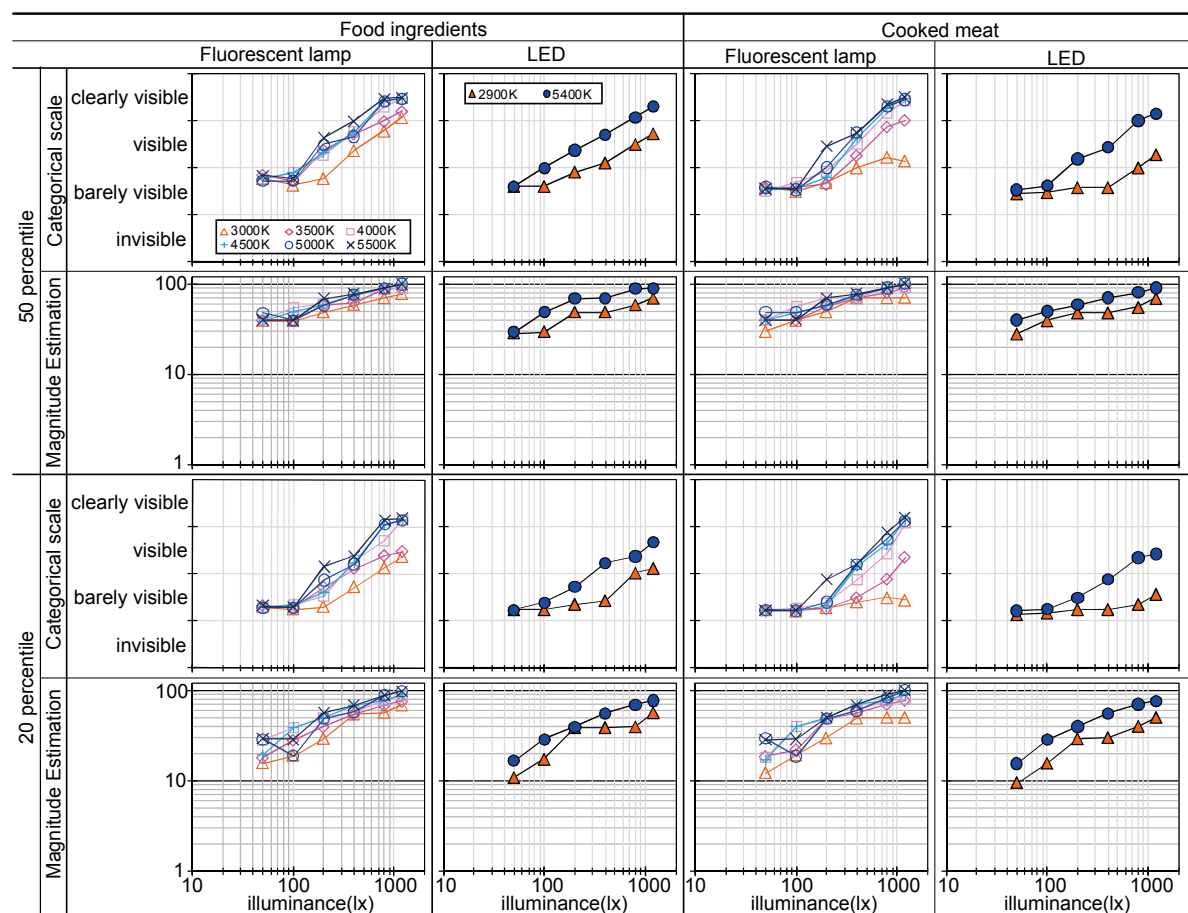 Food ingredients Cooked meat
Fluorescent lamp LED Fluorescent lamp LED
50 percentile
Categorical scale
clearly visible
visible
barely visible
invisible
3000K 3500K 4000K
4500K 5000K 5500K
2900K 5400K
Magnitude Estimation
100
10
1
20 percentile
Categorical scale
clearly visible
visible
barely visible
invisible
Magnitude Estimation
100
10
1
10 100 1000 10 100 1000 10 100 1000 10 100 1000
illuminance(lx) illuminance(lx) illuminance(lx) illuminance(lx)